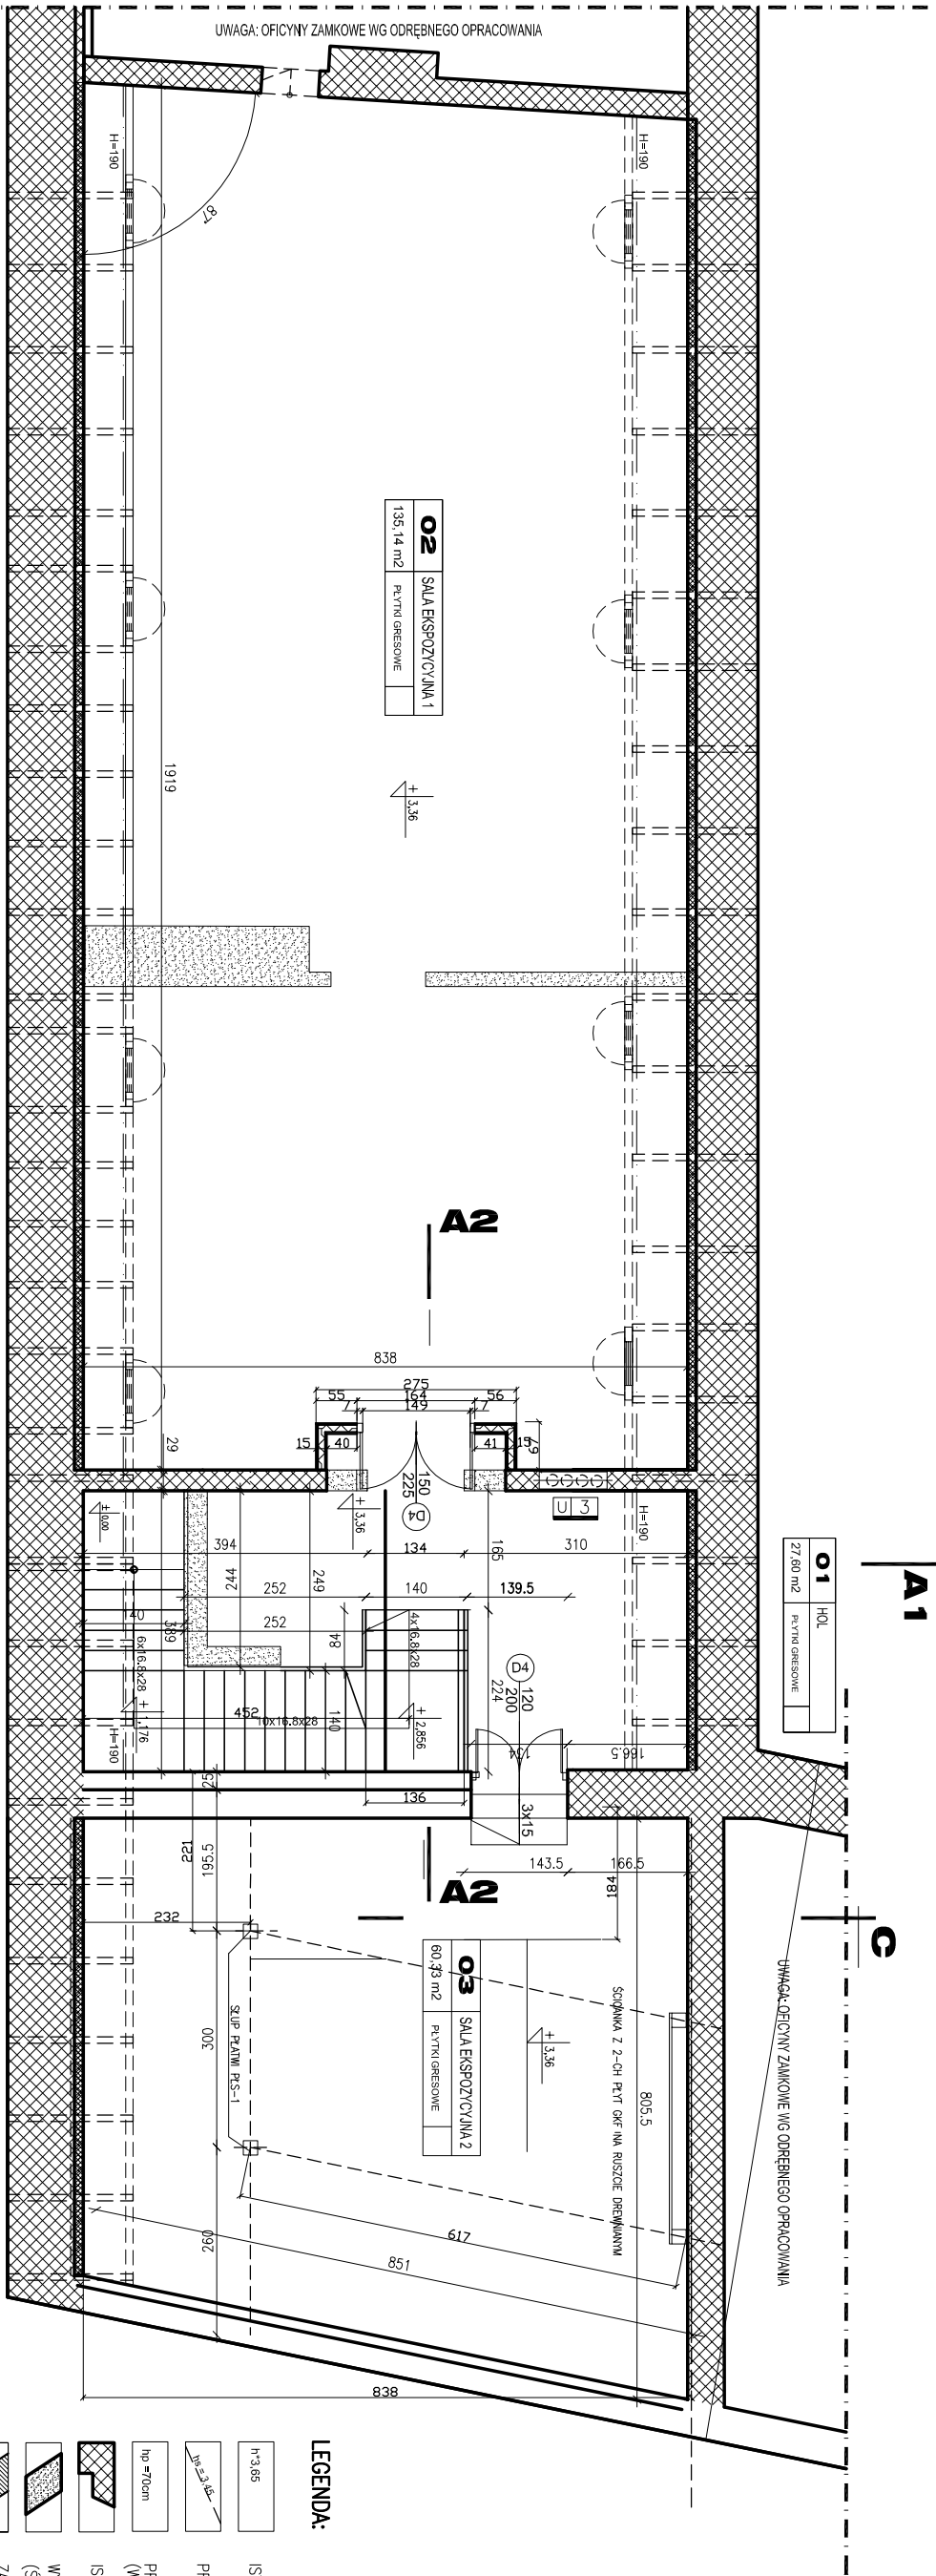 UWAGA: OFICYNY ZAMKOWE WG ODRĘBNEGO OPRACOWANIA
H=190
H=190
87
02
SALA EKSPOZYCYJNA 1
135,14 m2
PŁYTKI GRESOWE
+
3,36
1919
A2
838
275
55
164
56
7
149
7
15
40
41
15
67
29
150
225
D4
U 3
H=190
± 0,00
+
3,36
394
134
165
310
244
249
252
140
139.5
252
140
389
84
4x16,8x28
6x16,8x28
+
1,176
452
10x16,8x28
140
+
2,856
H=190
D4
120
200
224
134
166.5
01
HOL
27,60 m2
PŁYTKI GRESOWE
A1
25
136
3x15
221
195.5
143.5
166.5
184
A2
C
232
03
SALA EKSPOZYCYJNA 2
60,33 m2
PŁYTKI GRESOWE
+
3,36
SŁUP PŁATWI PŁS-1
300
ŚCIANKA Z 2-CH PŁYT GKF NA RUSZCIE DREWNIANYM
805.5
UWAGA: OFICYNY ZAMKOWE WG ODRĘBNEGO OPRACOWANIA
260
617
851
838
LEGENDA:
h*3,65
hs = 3,45
hp =70cm